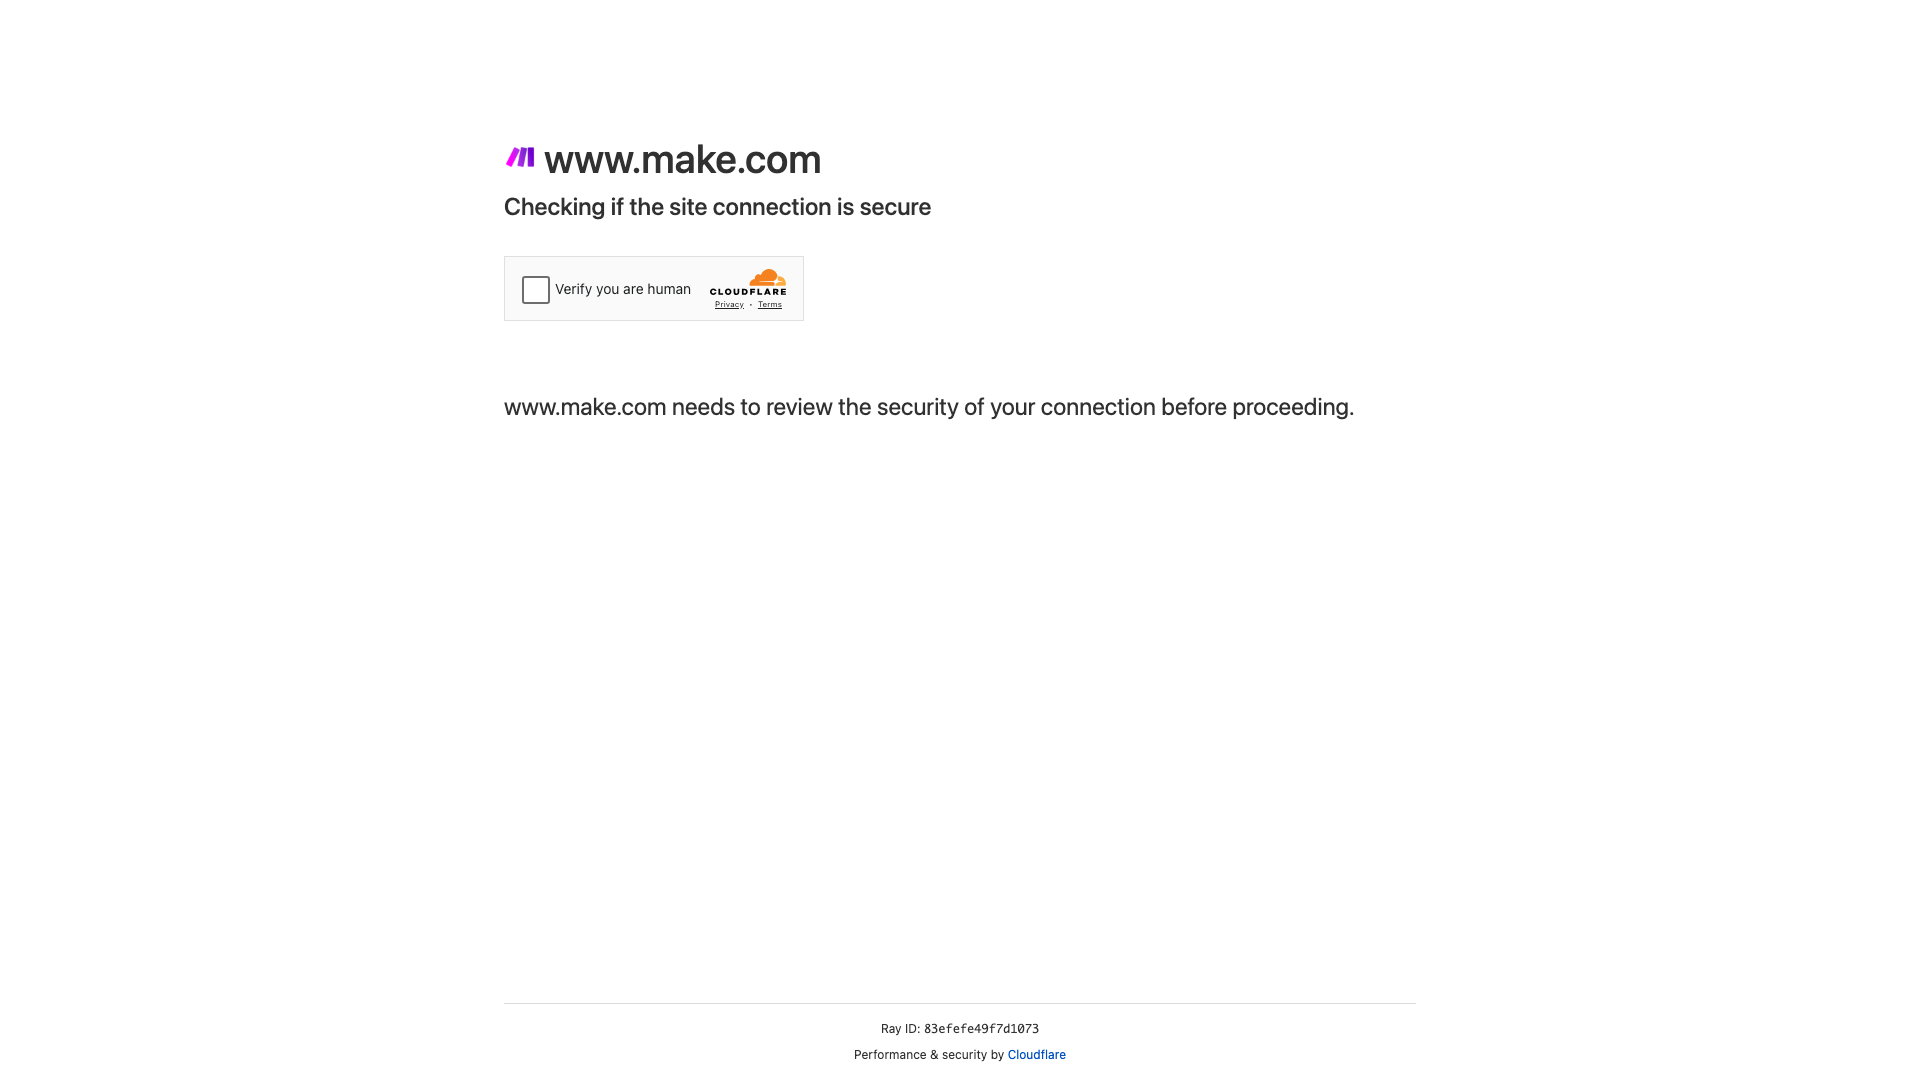 www.make.com
Checking if the site connection is secure
Verify you are human
CLOUDFLARE
Privacy • Terms
www.make.com needs to review the security of your connection before proceeding.
Ray ID: 83efefe49f7d1073
Performance & security by Cloudflare